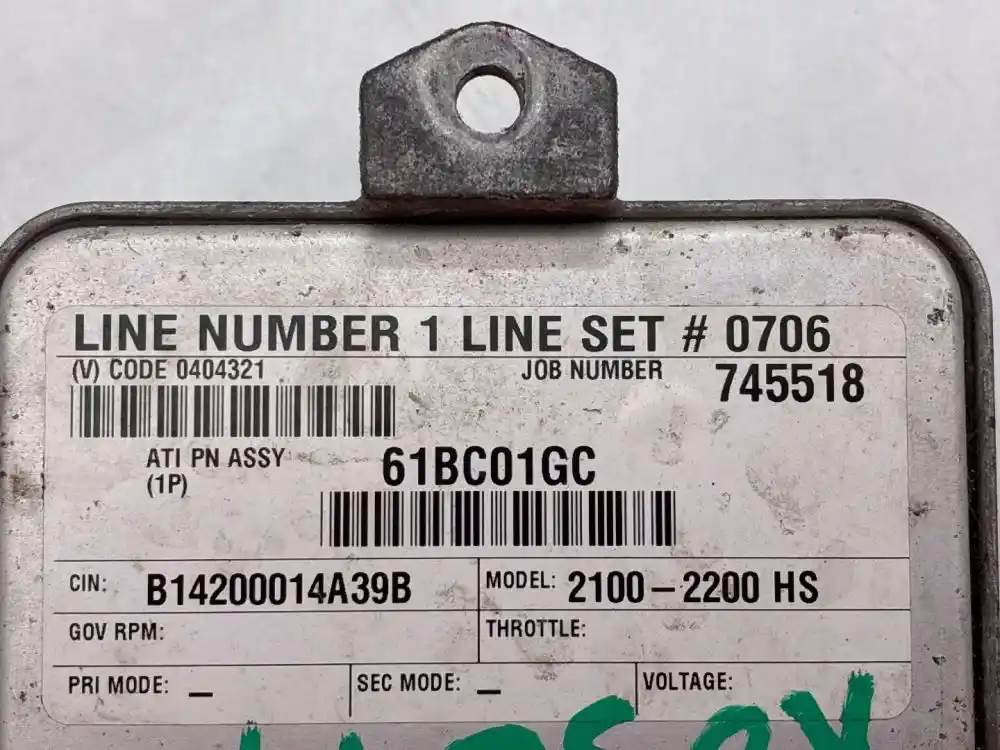 LINE NUMBER 1 LINE SET # 0706
(V) CODE 0404321 JOB NUMBER 745518
ATI PN ASSY 61BC01GC
(1P)
CIN: B14200014A39B MODEL: 2100-2200 HS
GOV RPM: THROTTLE:
PRI MODE: _ SEC MODE: _ VOLTAGE: